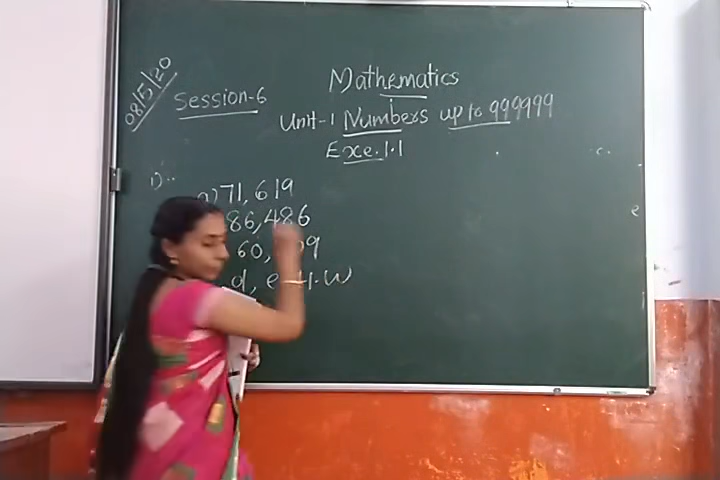 08/5/20
Session-6
Mathematics
Unit-1 Numbers up to 999999
Exe.1.1
1)..
a) 71,619
86,486
60, 9
d, e H.W